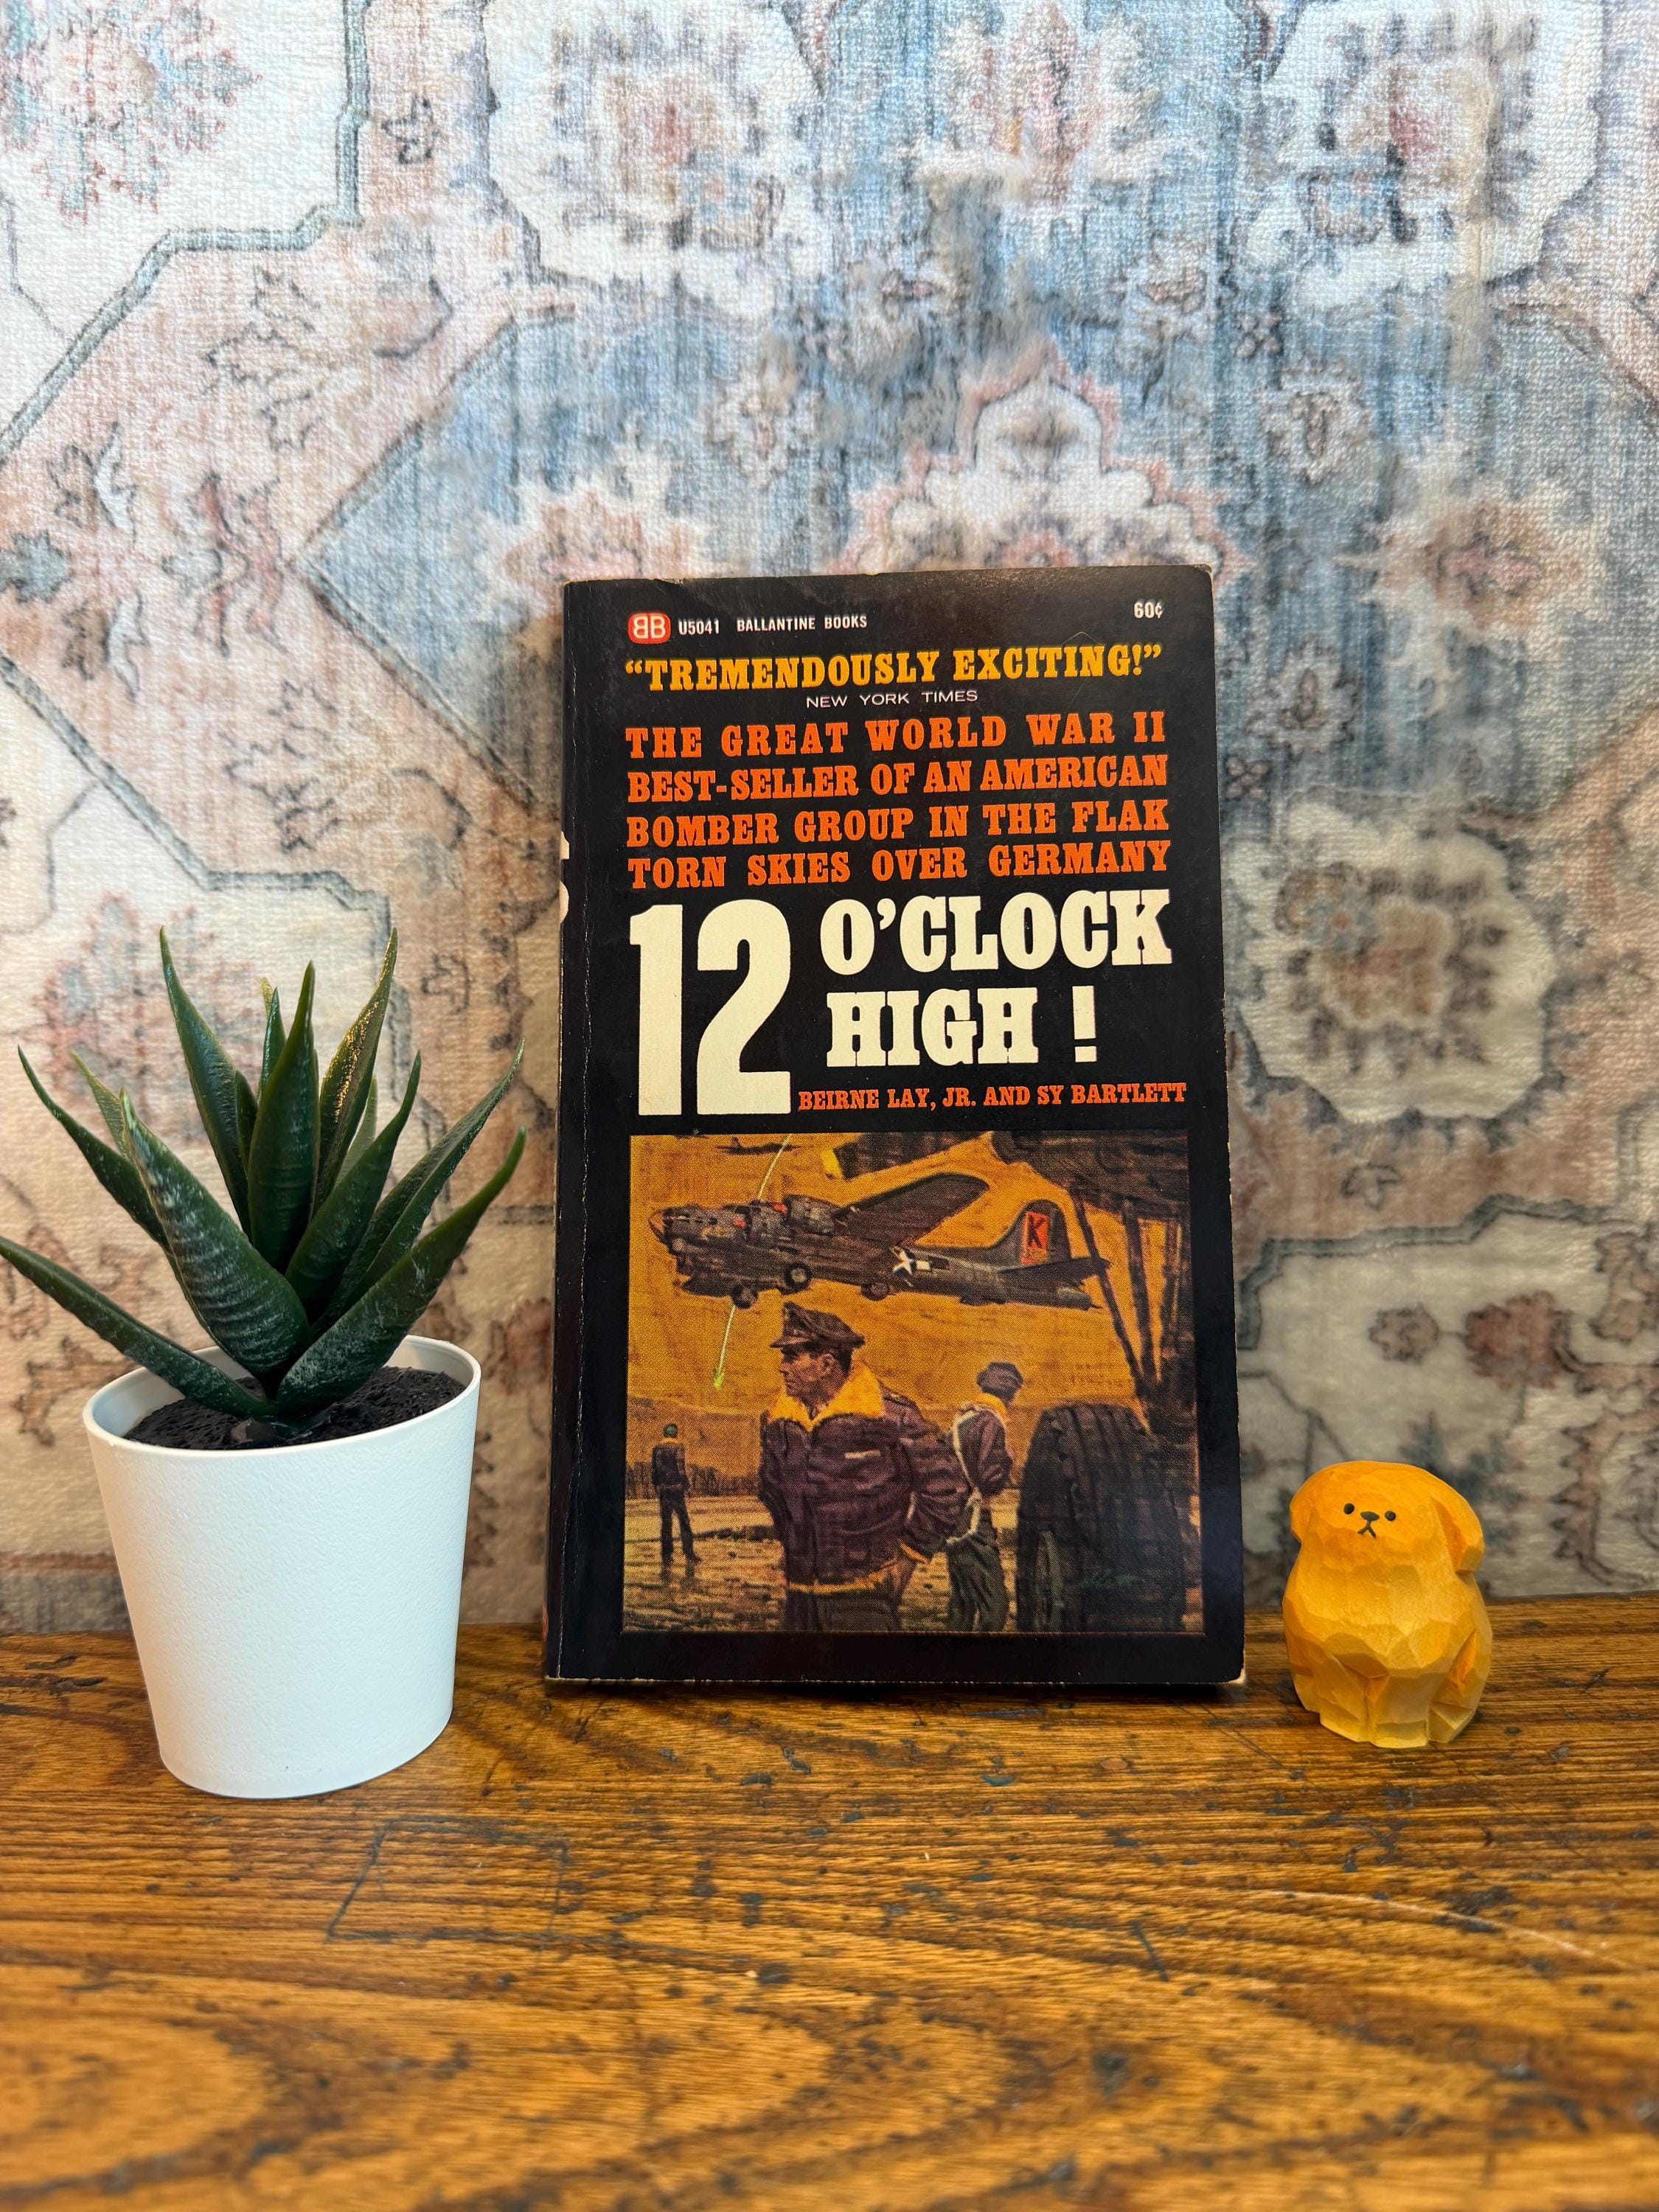 BB U5041 BALLANTINE BOOKS 60¢
“TREMENDOUSLY EXCITING!”
NEW YORK TIMES
THE GREAT WORLD WAR II
BEST-SELLER OF AN AMERICAN
BOMBER GROUP IN THE FLAK
TORN SKIES OVER GERMANY
12 O’CLOCK
HIGH!
BEIRNE LAY, JR. AND SY BARTLETT
K